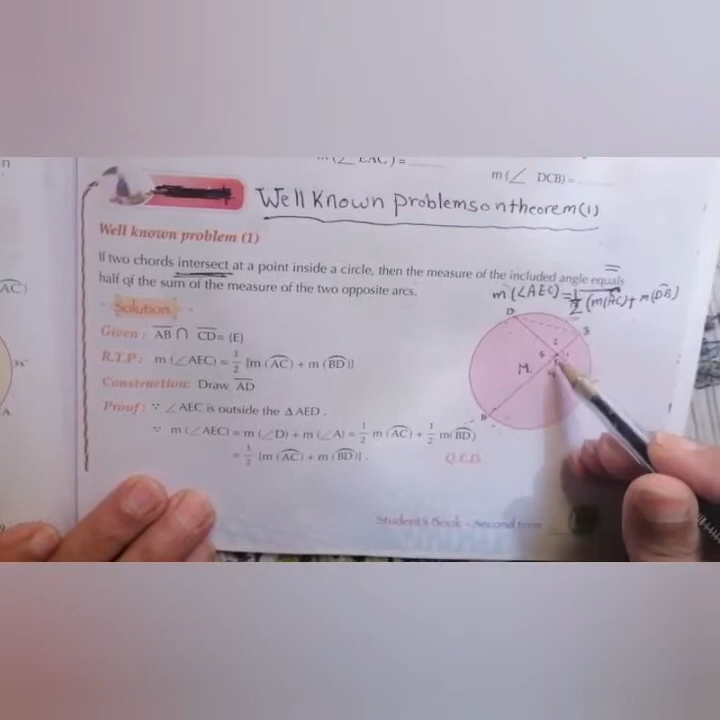 m(∠ EAC) = ........
m(∠ DCB) = ........
Well Known problems on theorem (1)
Well known problem (1)
If two chords intersect at a point inside a circle, then the measure of the included angle equals
half of the sum of the measure of the two opposite arcs.
m(∠AEC) = 1/2 (m(AC) + m(DB)
Solution
Given : AB ∩ CD = {E}
R.T.P : m (∠AEC) = 1/2 [m (AC) + m (BD)]
Construction: Draw AD
Proof : ∵ ∠AEC is outside the Δ AED .
∵ m (∠AEC) = m (∠D) + m (∠A) = 1/2 m (AC) + 1/2 m(BD)
= 1/2 [m (AC) + m (BD)] .
Q.E.D.
D
M
Student's Book - Second term
AC)
3x°
A